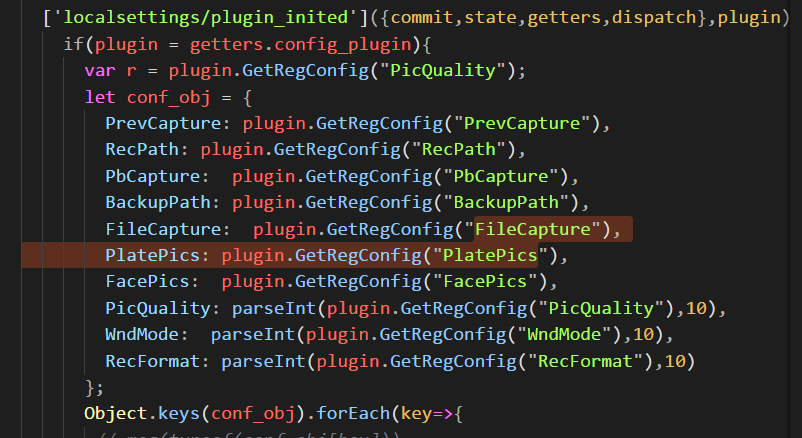 ['localsettings/plugin_inited']({commit,state,getters,dispatch},plugin)
if(plugin = getters.config_plugin){
var r = plugin.GetRegConfig("PicQuality");
let conf_obj = {
PrevCapture: plugin.GetRegConfig("PrevCapture"),
RecPath: plugin.GetRegConfig("RecPath"),
PbCapture:  plugin.GetRegConfig("PbCapture"),
BackupPath: plugin.GetRegConfig("BackupPath"),
FileCapture:  plugin.GetRegConfig("FileCapture"),
PlatePics: plugin.GetRegConfig("PlatePics"),
FacePics:  plugin.GetRegConfig("FacePics"),
PicQuality: parseInt(plugin.GetRegConfig("PicQuality"),10),
WndMode:  parseInt(plugin.GetRegConfig("WndMode"),10),
RecFormat: parseInt(plugin.GetRegConfig("RecFormat"),10)
};
Object.keys(conf_obj).forEach(key=>{